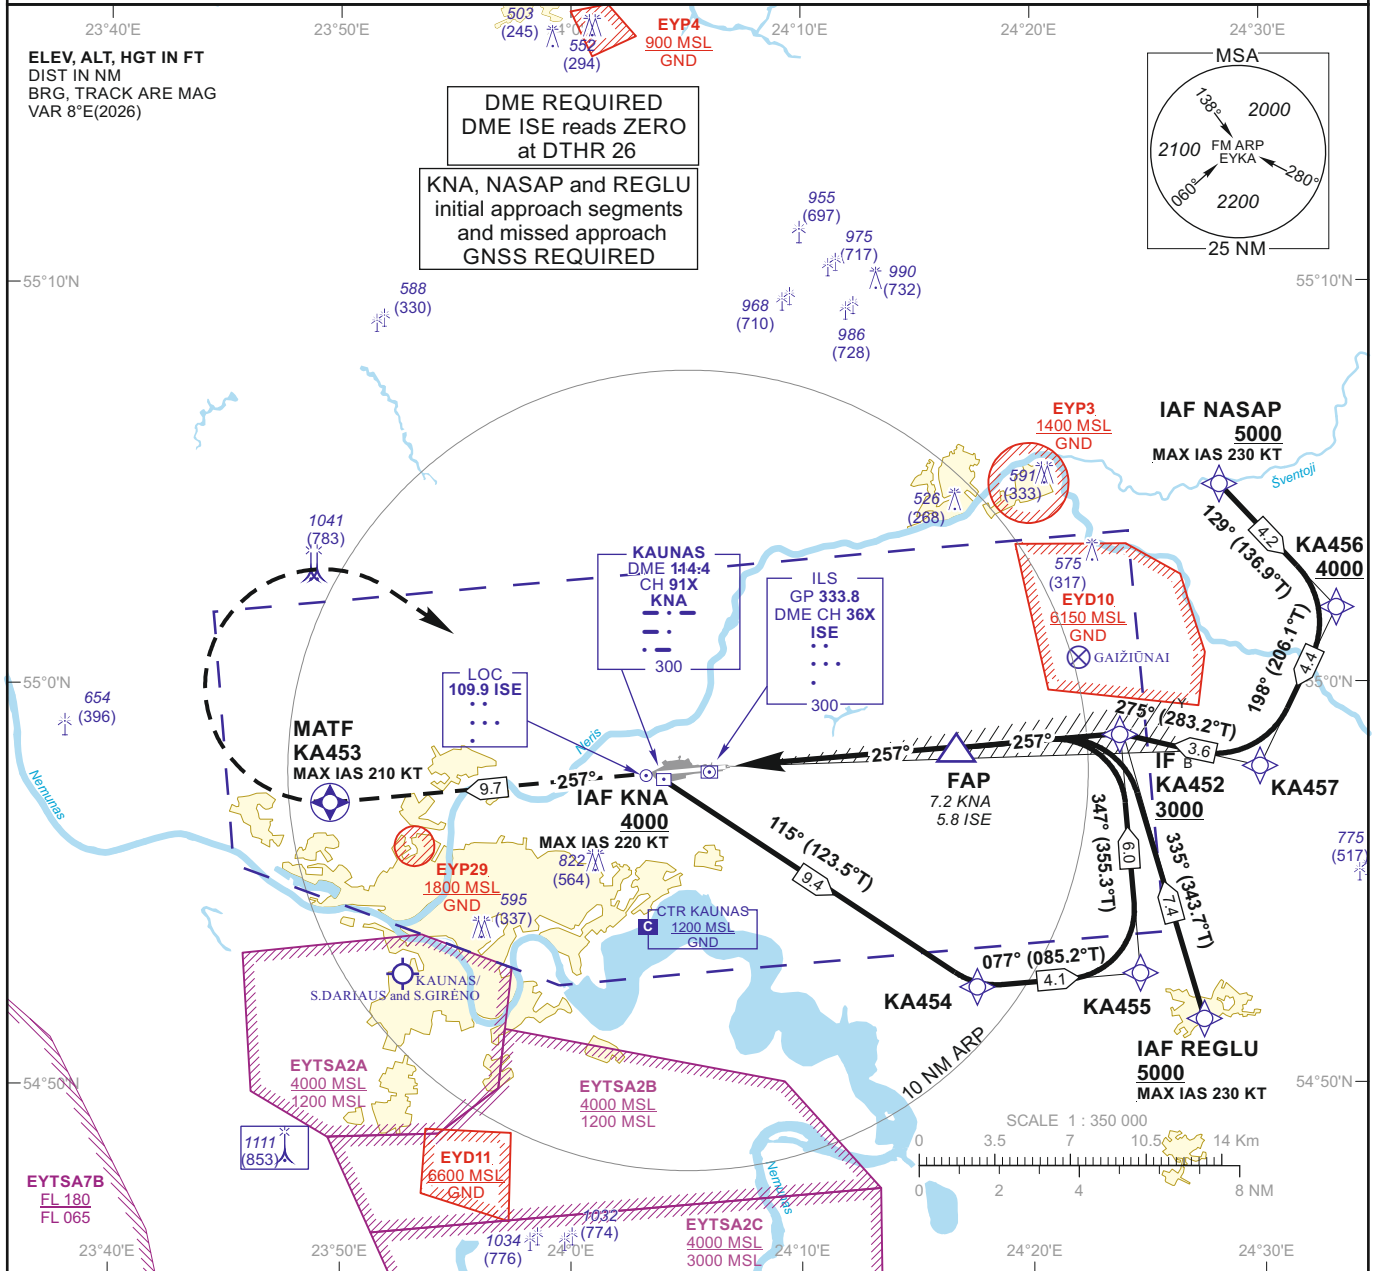 23°40'E
23°50'E
24°0'E
24°10'E
24°20'E
24°30'E
ELEV, ALT, HGT IN FT
DIST IN NM
BRG, TRACK ARE MAG
VAR 8°E(2026)
503
(245)
552
(294)
EYP4
900 MSL
GND
MSA
138°
2000
2100
FM ARP
EYKA
280°
060°
2200
25 NM
DME REQUIRED
DME ISE reads ZERO
at DTHR 26
KNA, NASAP and REGLU
initial approach segments
and missed approach
GNSS REQUIRED
955
(697)
975
(717)
990
(732)
968
(710)
986
(728)
588
(330)
55°10'N
55°10'N
EYP3
1400 MSL
GND
IAF NASAP
5000
MAX IAS 230 KT
Šventoji
591
(333)
526
(268)
1041
(783)
129° (136.9°T)
4.2
KA456
4000
575
(317)
EYD10
6150 MSL
GND
GAIŽIŪNAI
KAUNAS
DME 114.4
CH 91X
KNA
300
ILS
GP 333.8
DME CH 36X
ISE
300
LOC
109.9 ISE
198° (206.1°T)
4.4
55°0'N
55°0'N
654
(396)
MATF
KA453
MAX IAS 210 KT
Neris
Nemunas
275° (283.2°T)
3.6
Y
B
257°
257°
257°
9.7
FAP
7.2 KNA
5.8 ISE
IF
KA452
3000
KA457
IAF KNA
4000
MAX IAS 220 KT
822
(564)
115° (123.5°T)
9.4
347° (355.3°T)
6.0
335° (343.7°T)
7.4
775
(517)
EYP29
1800 MSL
GND
595
(337)
CTR KAUNAS
C
1200 MSL
GND
077° (085.2°T)
4.1
KA454
KA455
KAUNAS/
S.DARIAUS and S.GIRĖNO
IAF REGLU
5000
MAX IAS 230 KT
10 NM ARP
54°50'N
54°50'N
EYTSA2A
4000 MSL
1200 MSL
EYTSA2B
4000 MSL
1200 MSL
SCALE 1 : 350 000
0
3.5
7
10.5
14 Km
0
2
4
8 NM
1111
(853)
EYD11
6600 MSL
GND
EYTSA7B
FL 180
FL 065
Nemunas
1034
(776)
1032
(774)
EYTSA2C
4000 MSL
3000 MSL
23°40'E
23°50'E
24°0'E
24°10'E
24°20'E
24°30'E